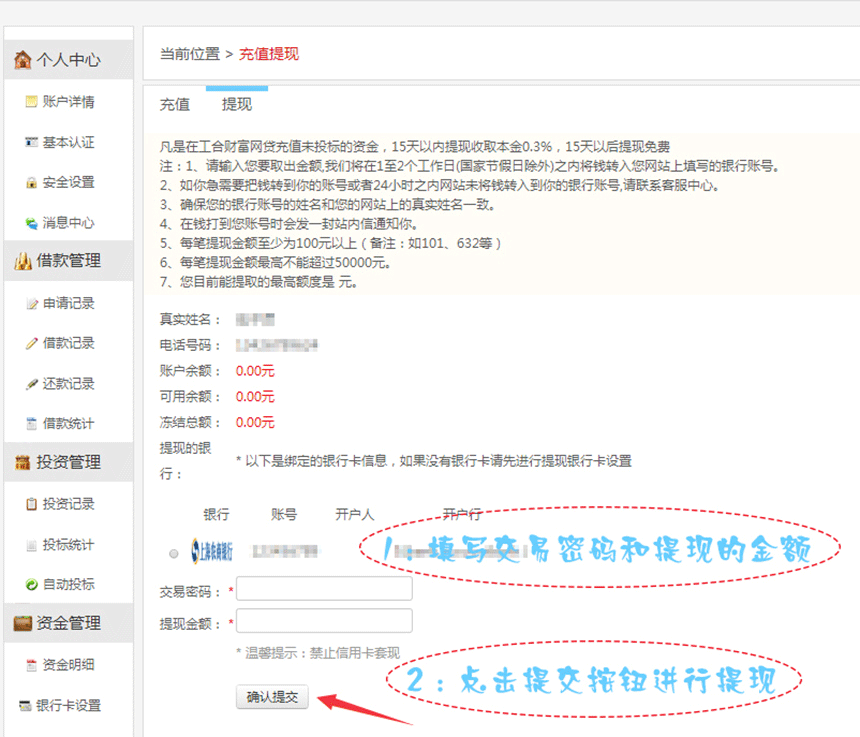 个人中心
账户详情
基本认证
安全设置
消息中心
借款管理
申请记录
借款记录
还款记录
借款统计
投资管理
投资记录
投标统计
自动投标
资金管理
资金明细
银行卡设置
当前位置 > 充值提现
充值 提现
凡是在工合财富网贷充值未投标的资金，15天以内提现收取本金0.3%，15天以后提现免费
注：1、请输入您要取出金额,我们将在1至2个工作日(国家节假日除外)之内将钱转入您网站上填写的银行账号。
2、如你急需要把钱转到你的账号或者24小时之内网站未将钱转入到你的银行账号,请联系客服中心。
3、确保您的银行账号的姓名和您的网站上的真实姓名一致。
4、在钱打到您账号时会发一封站内信通知你。
5、每笔提现金额至少为100元以上（备注：如101、632等）
6、每笔提现金额最高不能超过50000元。
7、您目前能提取的最高额度是 元。
真实姓名：
电话号码：
账户余额： 0.00元
可用余额： 0.00元
冻结总额： 0.00元
提现的银
行：
* 以下是绑定的银行卡信息，如果没有银行卡请先进行提现银行卡设置
银行 账号 开户人 开户行
1：填写交易密码和提现的金额
交易密码：*
提现金额：*
* 温馨提示：禁止信用卡套现
2：点击提交按钮进行提现
确认提交